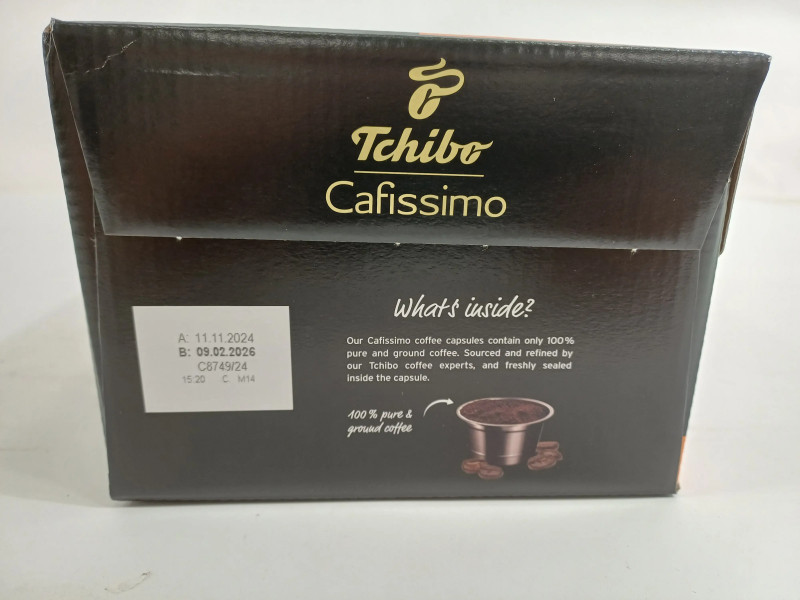 Tchibo
Cafissimo
What's inside?
Our Cafissimo coffee capsules contain only 100%
pure and ground coffee. Sourced and refined by
our Tchibo coffee experts, and freshly sealed
inside the capsule.
100% pure &
ground coffee
A: 11.11.2024
B: 09.02.2026
C8749/24
15:20 C M14